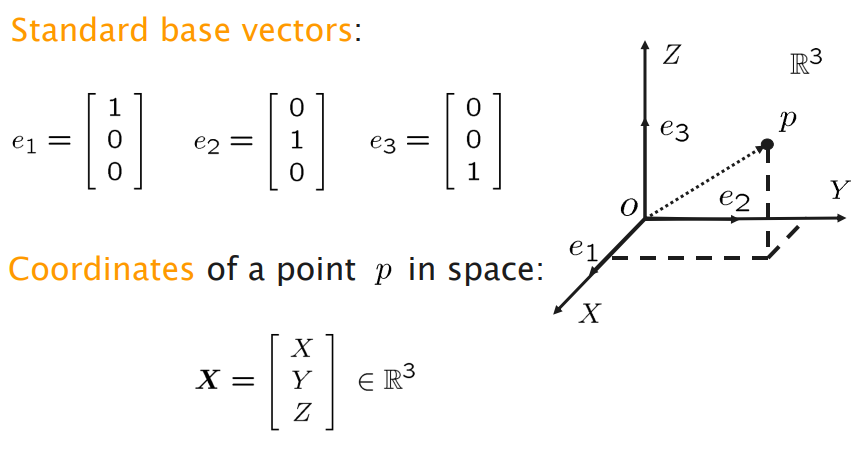 Standard base vectors:
e₁ = [1 0 0] e₂ = [0 1 0] e₃ = [0 0 1]
Coordinates of a point p in space:
X = [X Y Z] ∈ ℝ³
Z
ℝ³
p
e₃
Y
e₂
o
e₁
X